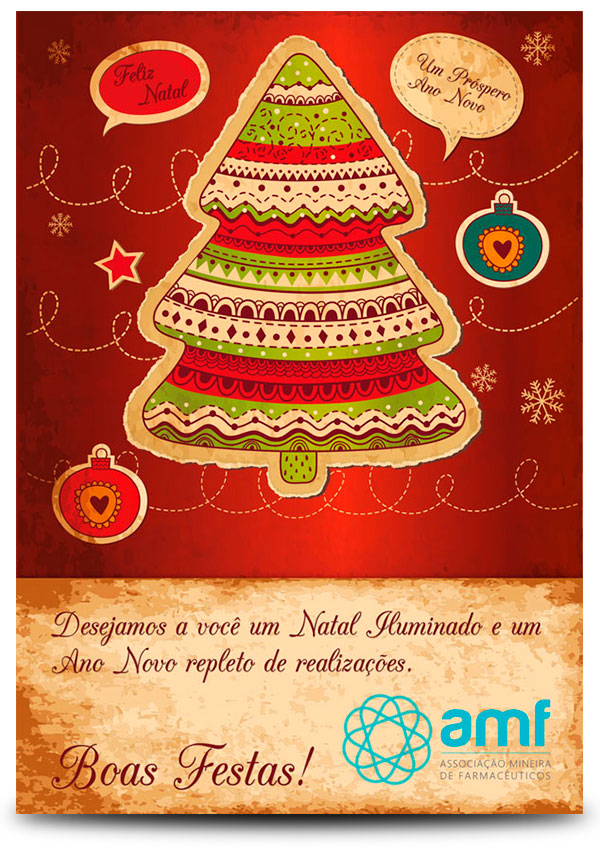 Feliz
Natal
Um Próspero
Ano Novo
Desejamos a você um Natal Iluminado e um
Ano Novo repleto de realizações.
Boas Festas!
amf
ASSOCIAÇÃO MINEIRA
DE FARMACÊUTICOS